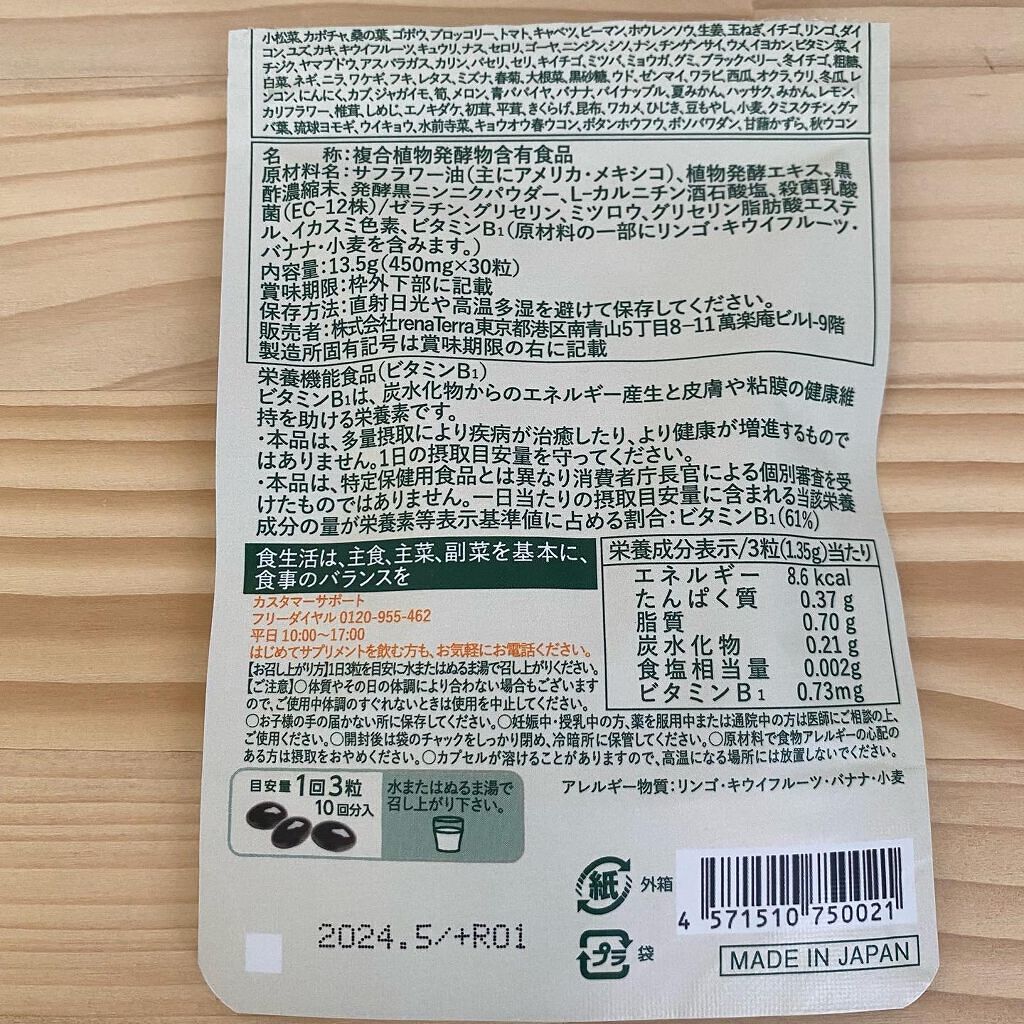 小松菜、カボチャ、桑の葉、ゴボウ、ブロッコリー、トマト、キャベツ、ピーマン、ホウレンソウ、生姜、玉ねぎ、イチゴ、リンゴ、ダイ
コン、ユズ、カキ、キウイフルーツ、キュウリ、ナス、セロリ、ゴーヤ、ニンジン、シソ、ナシ、チンゲンサイ、ウメ、イヨカン、ビタミン菜、イ
チジク、ヤマブドウ、アスパラガス、カリン、パセリ、セリ、キイチゴ、ミツバ、ミョウガ、グミ、ブラックベリー、冬イチゴ、粗糖、
白菜、ネギ、ニラ、ワケギ、フキ、レタス、ミズナ、春菊、大根菜、黒砂糖、ウド、ゼンマイ、ワラビ、西瓜、オクラ、ウリ、冬瓜、レ
ンコン、にんにく、カブ、ジャガイモ、筍、メロン、青パパイヤ、バナナ、パイナップル、夏みかん、ハッサク、みかん、レモン、
カリフラワー、椎茸、しめじ、エノキダケ、初茸、平茸、きくらげ、昆布、ワカメ、ひじき、豆もやし、小麦、クミスクチン、グァ
バ葉、琉球ヨモギ、ウイキョウ、水前寺菜、キョウオウ春ウコン、ボタンホウフウ、ボソバワダン、甘藷かずら、秋ウコン
名　　称：複合植物発酵物含有食品
原材料名：サフラワー油（主にアメリカ・メキシコ）、植物発酵エキス、黒
酢濃縮末、発酵黒ニンニクパウダー、L-カルニチン酒石酸塩、殺菌乳酸
菌（EC-12株）/ゼラチン、グリセリン、ミツロウ、グリセリン脂肪酸エステ
ル、イカスミ色素、ビタミンB1（原材料の一部にリンゴ・キウイフルーツ・
バナナ・小麦を含みます。）
内容量：13.5g（450mg×30粒）
賞味期限：枠外下部に記載
保存方法：直射日光や高温多湿を避けて保存してください。
販売者：株式会社renaTerra東京都港区南青山5丁目8－11萬楽庵ビルI-9階
製造所固有記号は賞味期限の右に記載
栄養機能食品（ビタミンB1）
ビタミンB1は、炭水化物からのエネルギー産生と皮膚や粘膜の健康維
持を助ける栄養素です。
・本品は、多量摂取により疾病が治癒したり、より健康が増進するもので
はありません。1日の摂取目安量を守ってください。
・本品は、特定保健用食品とは異なり消費者庁長官による個別審査を受
けたものではありません。一日当たりの摂取目安量に含まれる当該栄養
成分の量が栄養素等表示基準値に占める割合：ビタミンB1（61%）
食生活は、主食、主菜、副菜を基本に、
食事のバランスを
カスタマーサポート
フリーダイヤル 0120-955-462
平日 10:00～17:00
はじめてサプリメントを飲む方も、お気軽にお電話ください。
栄養成分表示/3粒（1.35g）当たり
エネルギー 8.6 kcal
たんぱく質 0.37 g
脂質 0.70 g
炭水化物 0.21 g
食塩相当量 0.002g
ビタミンB1 0.73mg
【お召し上がり方】1日3粒を目安に水またはぬるま湯で召し上がりください。
【ご注意】○体質やその日の体調により合わない場合もございます
ので、ご使用中体調のすぐれないときは使用を中止してください。
○お子様の手の届かない所に保存してください。○妊娠中・授乳中の方、薬を服用中または通院中の方は医師にご相談の上、
ご使用ください。○開封後は袋のチャックをしっかり閉め、冷暗所に保管してください。○原材料で食物アレルギーの心配の
ある方は摂取をおやめください。○カプセルが溶けることがありますので、高温になる場所には放置しないでください。
目安量1回3粒
10回分入
水またはぬるま湯で
召し上がり下さい。
アレルギー物質：リンゴ・キウイフルーツ・バナナ・小麦
紙 外箱
4 571510 750021
2024.5/+R01
プラ 袋
MADE IN JAPAN